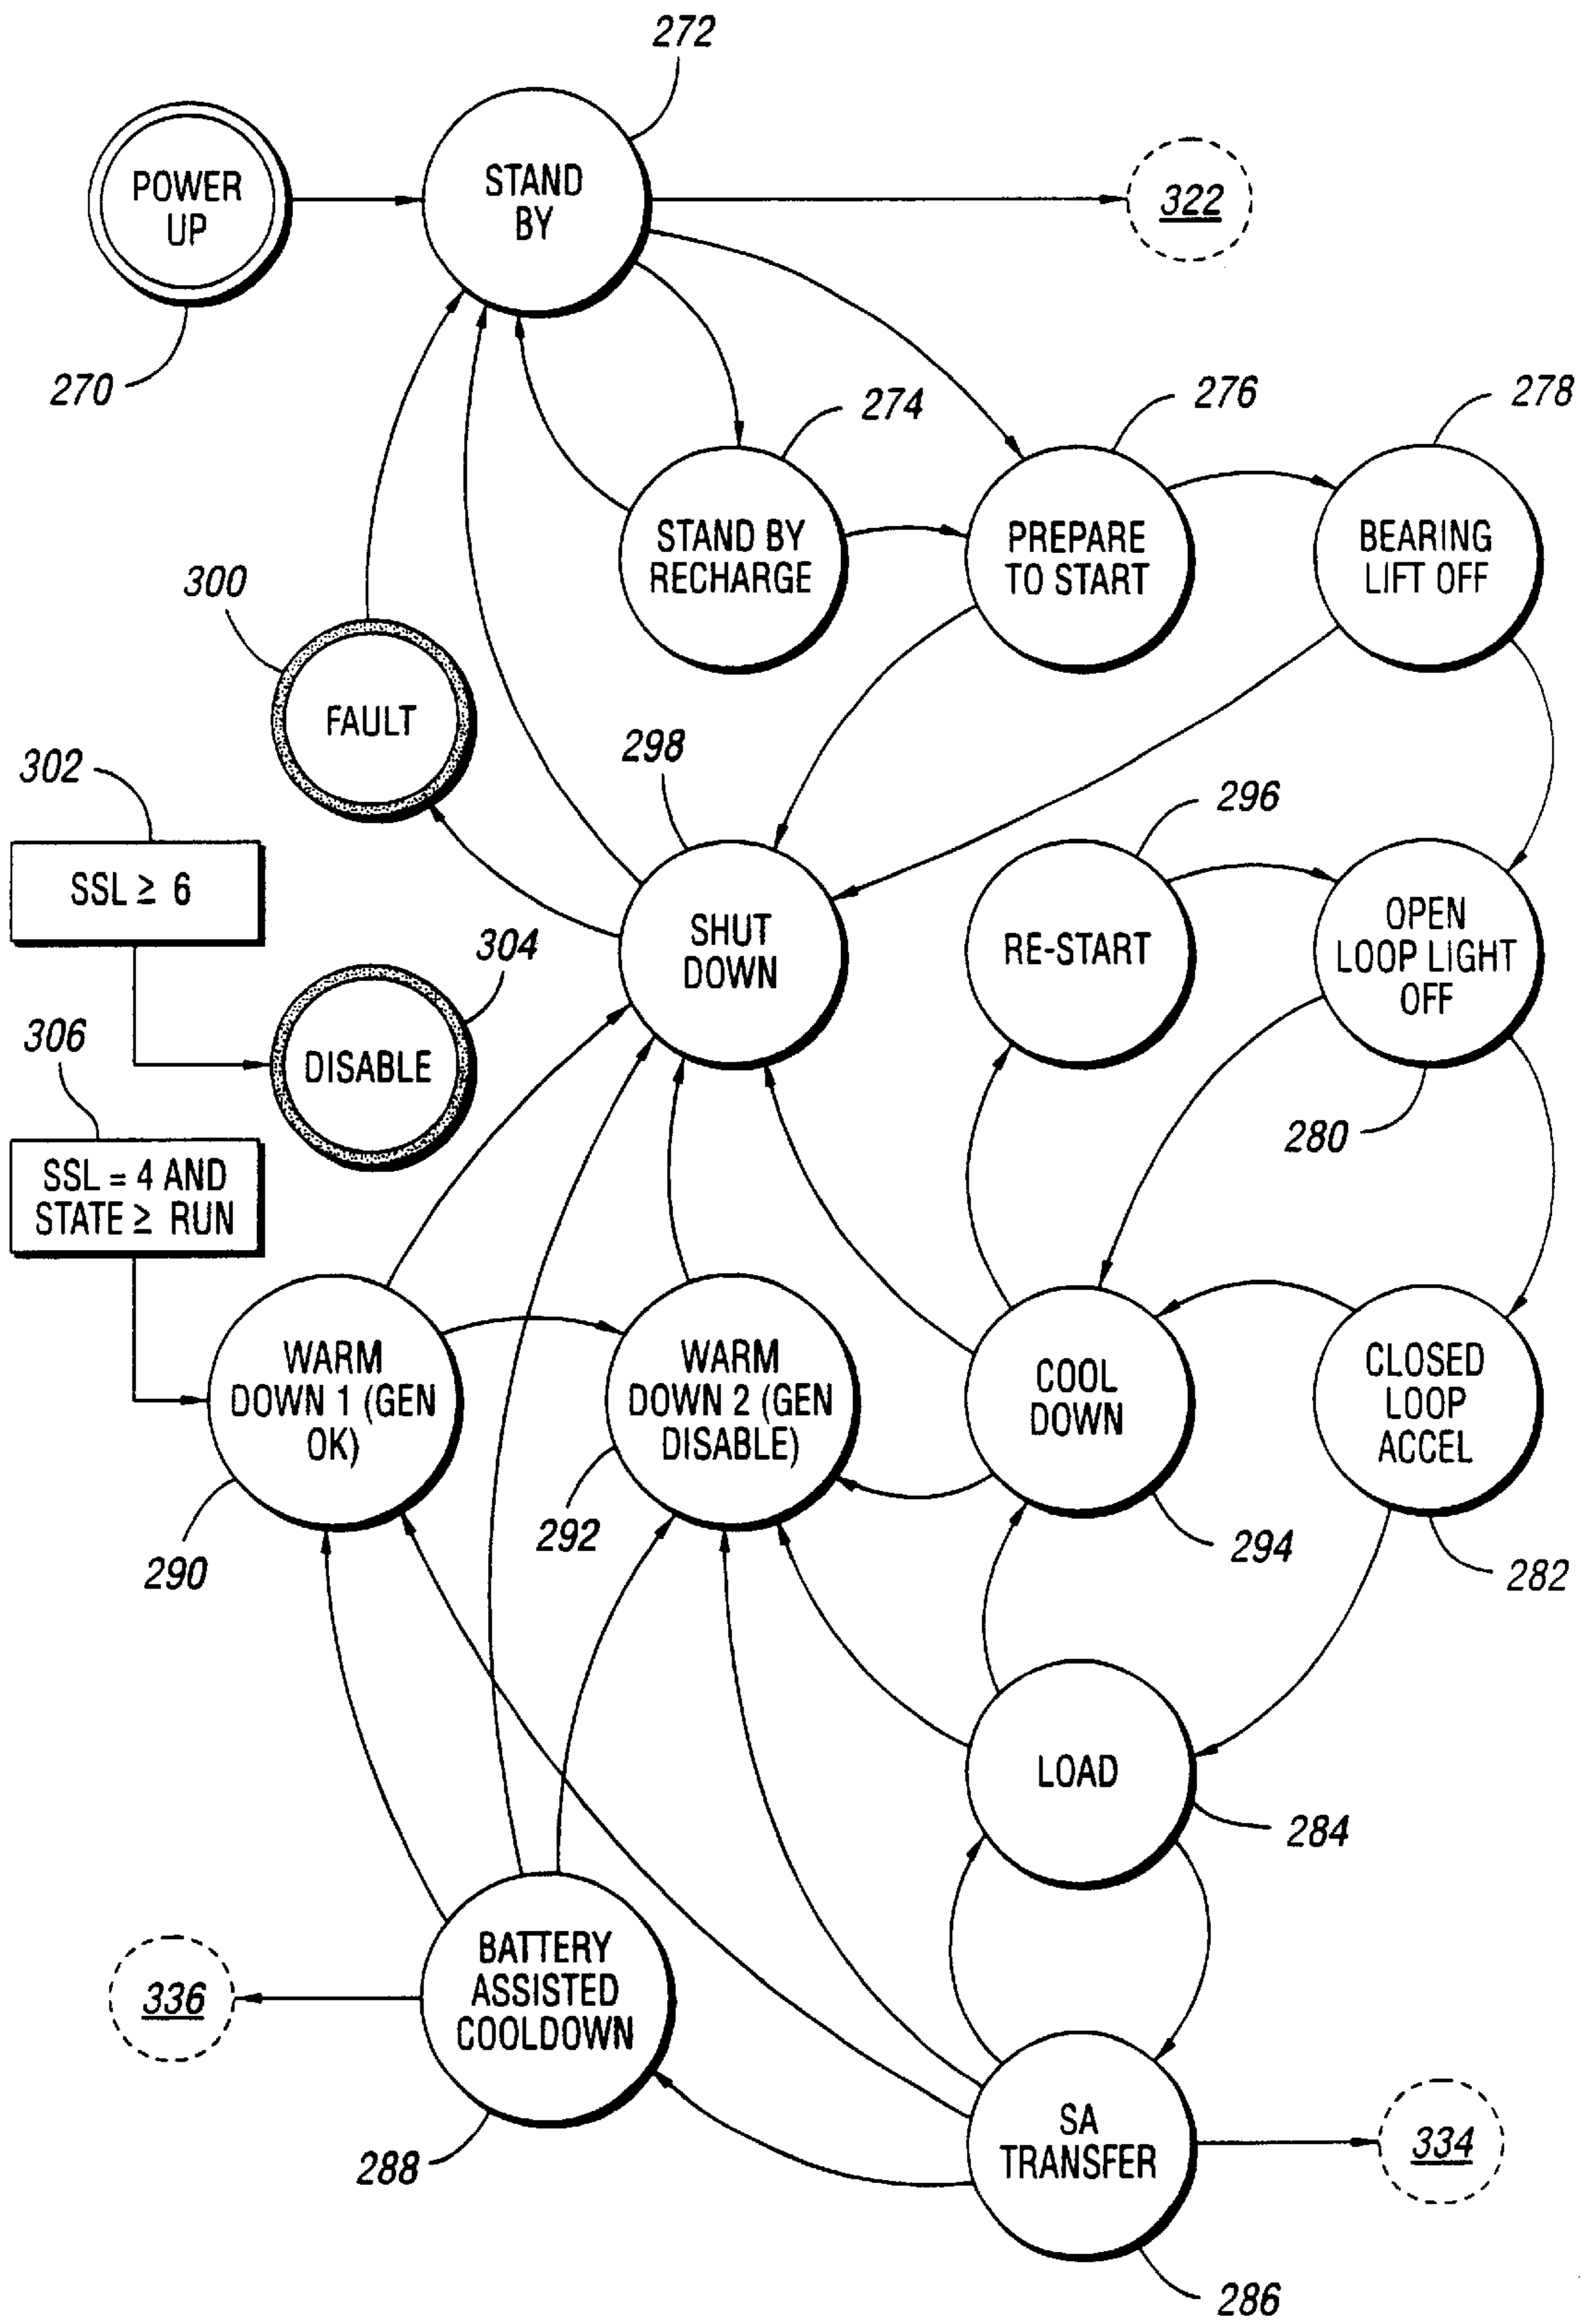 272
POWER
UP
STAND
BY
322
270
274
276
278
STAND BY
RECHARGE
PREPARE
TO START
BEARING
LIFT OFF
300
FAULT
298
302
296
SSL ≥ 6
SHUT
DOWN
RE-START
OPEN
LOOP LIGHT
OFF
304
306
DISABLE
280
SSL = 4 AND
STATE ≥ RUN
WARM
DOWN 1 (GEN
OK)
WARM
DOWN 2 (GEN
DISABLE)
COOL
DOWN
CLOSED
LOOP
ACCEL
290
292
294
282
LOAD
284
BATTERY
ASSISTED
COOLDOWN
336
SA
TRANSFER
334
288
286